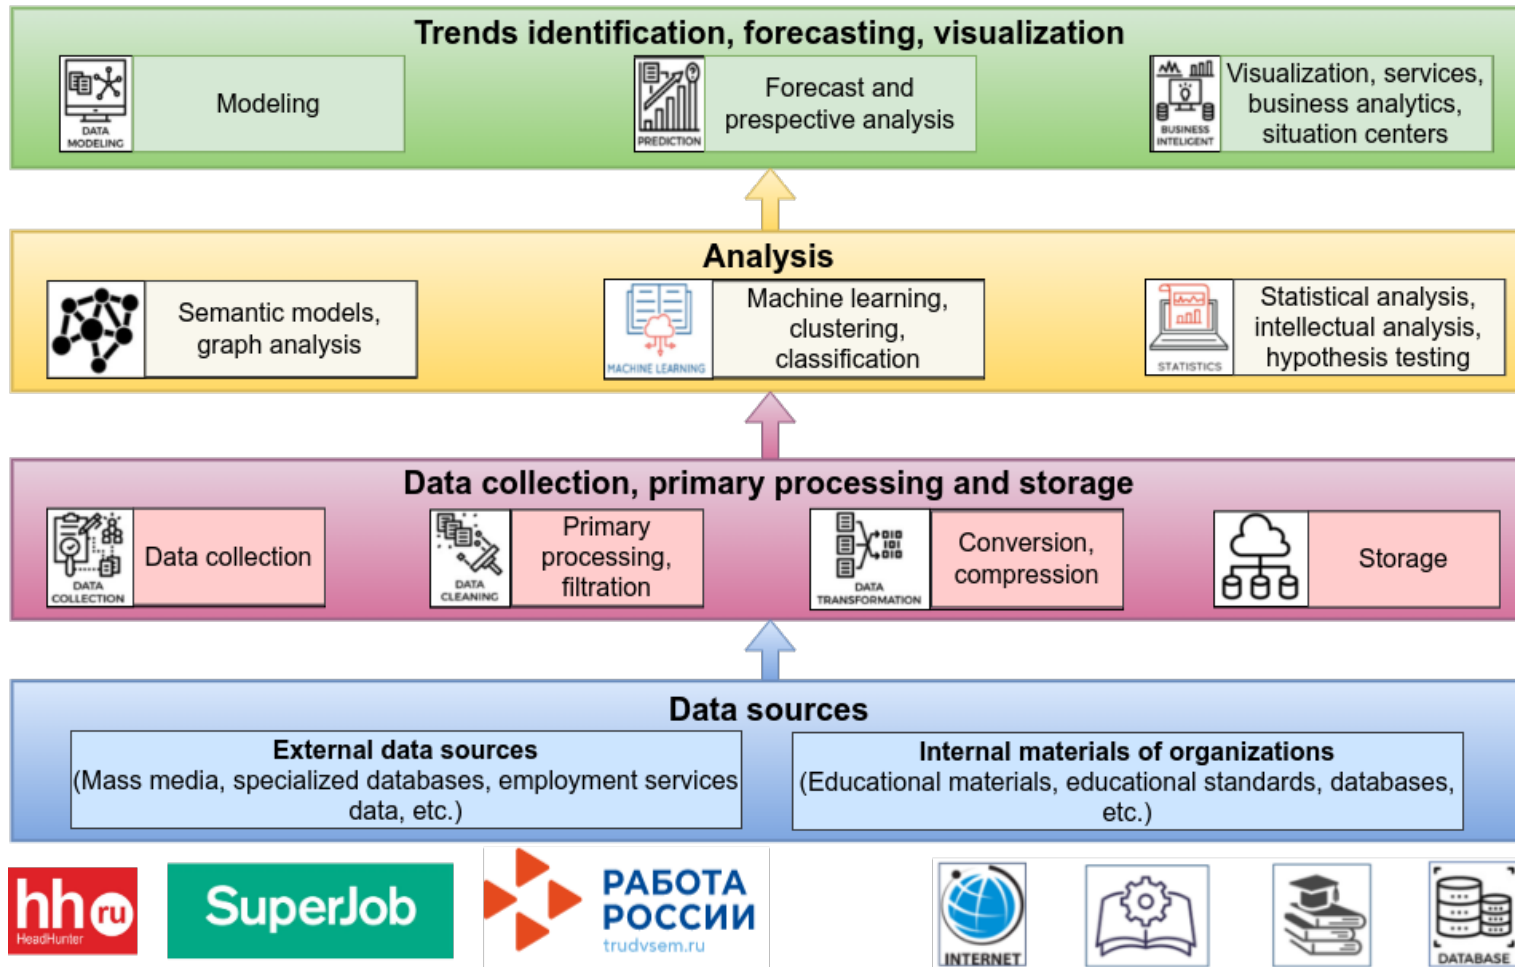 Trends identification, forecasting, visualization
DATA
MODELING
Modeling
PREDICTION
Forecast and
prespective analysis
BUSINESS
INTELIGENT
Visualization, services,
business analytics,
situation centers
Analysis
Semantic models,
graph analysis
MACHINE LEARNING
Machine learning,
clustering,
classification
STATISTICS
Statistical analysis,
intellectual analysis,
hypothesis testing
Data collection, primary processing and storage
DATA
COLLECTION
Data collection
DATA
CLEANING
Primary
processing,
filtration
DATA
TRANSFORMATION
Conversion,
compression
Storage
Data sources
External data sources
(Mass media, specialized databases, employment services
data, etc.)
Internal materials of organizations
(Educational materials, educational standards, databases,
etc.)
hh ru
HeadHunter
SuperJob
РАБОТА
РОССИИ
trudvsem.ru
INTERNET
DATABASE